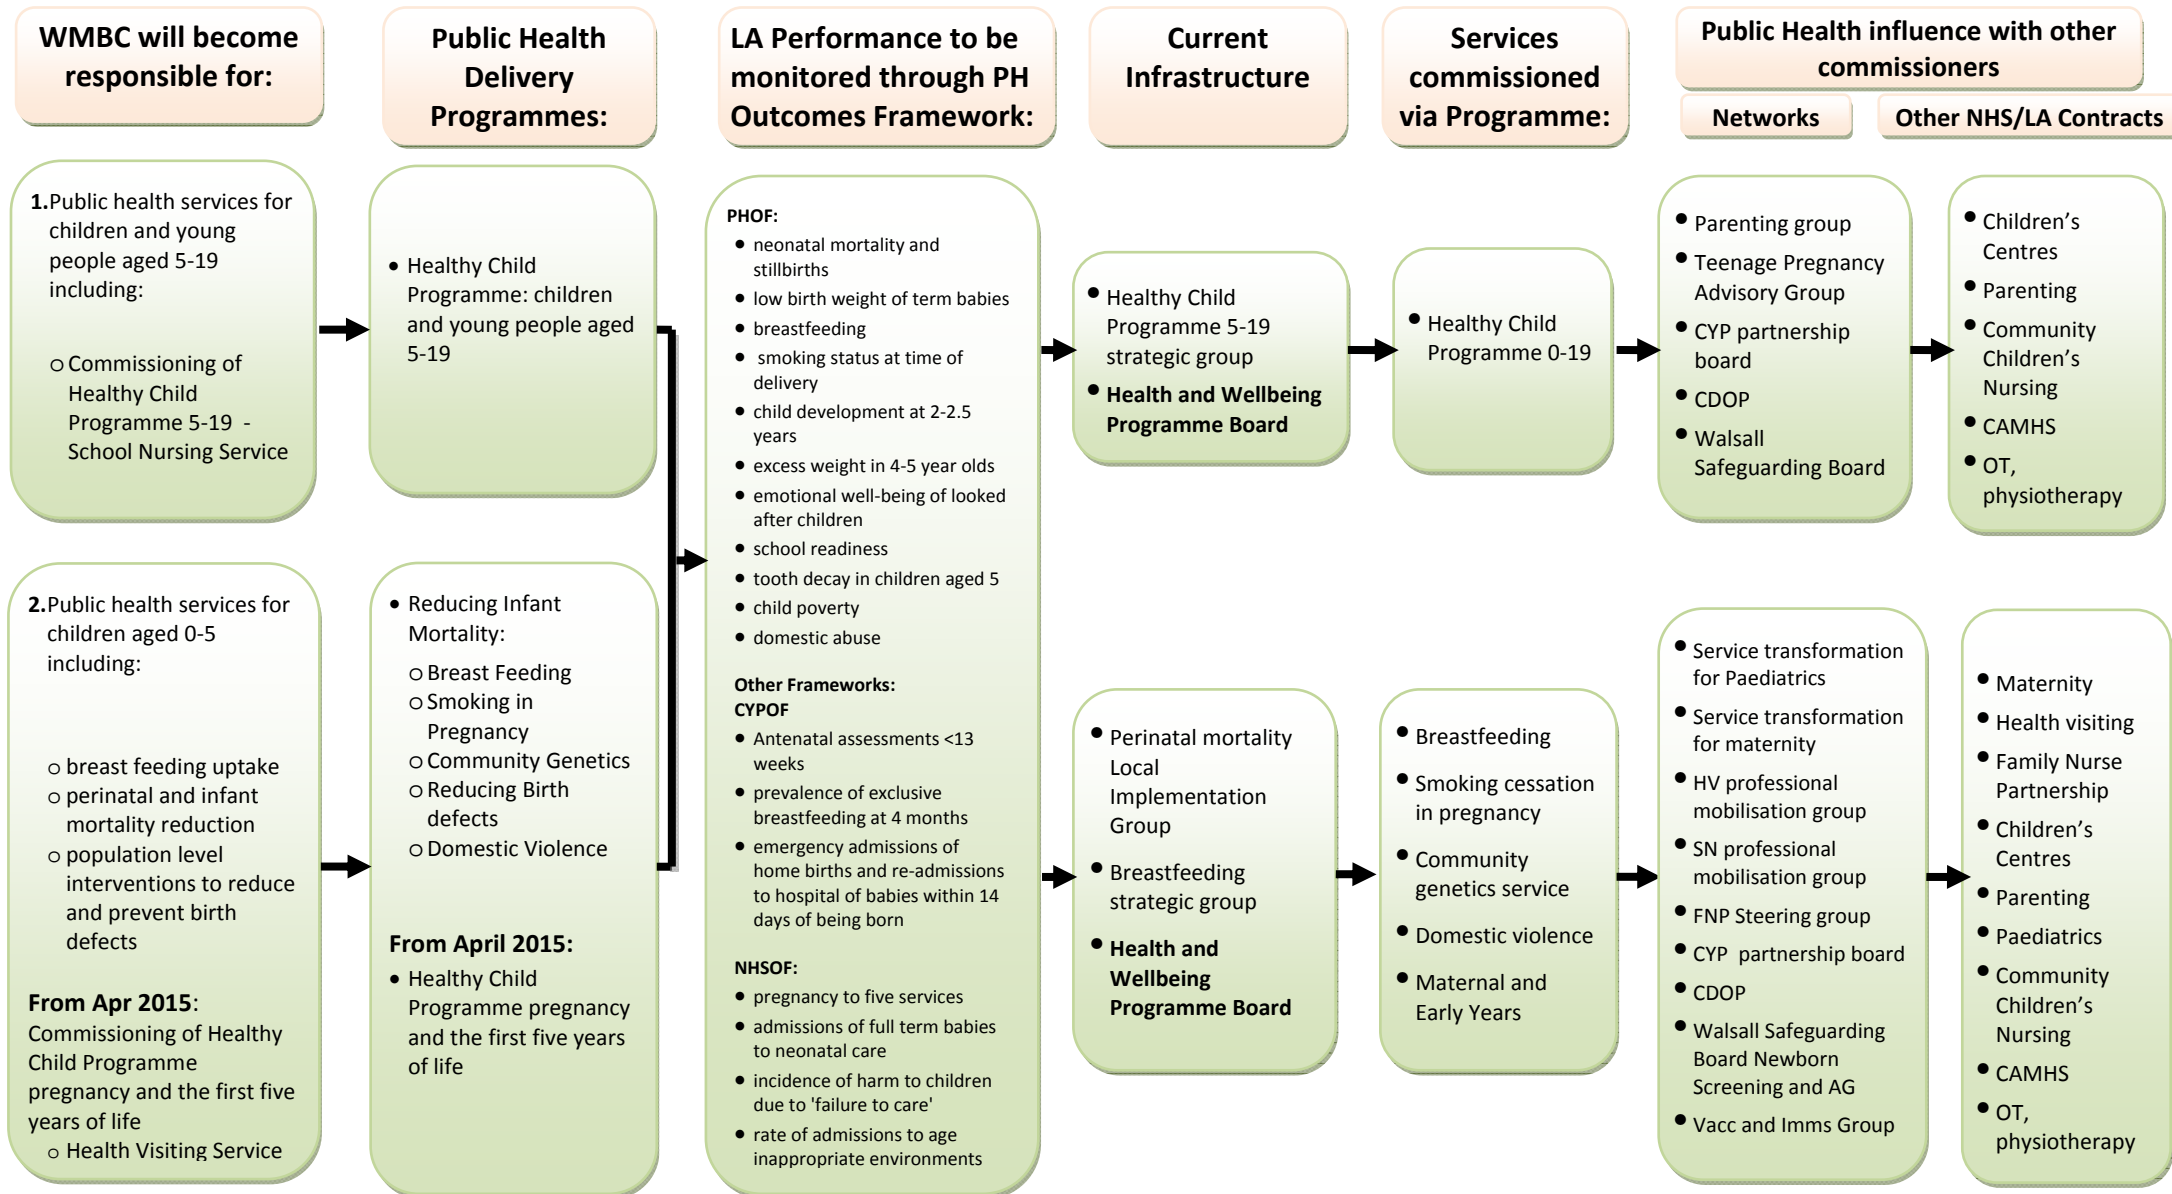 WMBC will become
responsible for:
Public Health
Delivery
Programmes:
LA Performance to be
monitored through PH
Outcomes Framework:
Current
Infrastructure
Services
commissioned
via Programme:
Public Health influence with other
commissioners
Networks
Other NHS/LA Contracts
1.Public health services for
children and young
people aged 5-19
including:
o Commissioning of
Healthy Child
Programme 5-19 -
School Nursing Service
• Healthy Child
Programme: children
and young people aged
5-19
PHOF:
• neonatal mortality and
stillbirths
• low birth weight of term babies
• breastfeeding
• smoking status at time of
delivery
• child development at 2-2.5
years
• excess weight in 4-5 year olds
• emotional well-being of looked
after children
• school readiness
• tooth decay in children aged 5
• child poverty
• domestic abuse
Other Frameworks:
CYPOF
• Antenatal assessments <13
weeks
• prevalence of exclusive
breastfeeding at 4 months
• emergency admissions of
home births and re-admissions
to hospital of babies within 14
days of being born
NHSOF:
• pregnancy to five services
• admissions of full term babies
to neonatal care
• incidence of harm to children
due to 'failure to care'
• rate of admissions to age
inappropriate environments
• Healthy Child
Programme 5-19
strategic group
• Health and Wellbeing
Programme Board
• Healthy Child
Programme 0-19
• Parenting group
• Teenage Pregnancy
Advisory Group
• CYP partnership
board
• CDOP
• Walsall
Safeguarding Board
• Children's
Centres
• Parenting
• Community
Children's
Nursing
• CAMHS
• OT,
physiotherapy
2.Public health services for
children aged 0-5
including:
o breast feeding uptake
o perinatal and infant
mortality reduction
o population level
interventions to reduce
and prevent birth
defects
From Apr 2015:
Commissioning of Healthy
Child Programme
pregnancy and the first five
years of life
o Health Visiting Service
• Reducing Infant
Mortality:
o Breast Feeding
o Smoking in
Pregnancy
o Community Genetics
o Reducing Birth
defects
o Domestic Violence
From April 2015:
• Healthy Child
Programme pregnancy
and the first five years
of life
• Perinatal mortality
Local
Implementation
Group
• Breastfeeding
strategic group
• Health and
Wellbeing
Programme Board
• Breastfeeding
• Smoking cessation
in pregnancy
• Community
genetics service
• Domestic violence
• Maternal and
Early Years
• Service transformation
for Paediatrics
• Service transformation
for maternity
• HV professional
mobilisation group
• SN professional
mobilisation group
• FNP Steering group
• CYP partnership board
• CDOP
• Walsall Safeguarding
Board Newborn
Screening and AG
• Vacc and Imms Group
• Maternity
• Health visiting
• Family Nurse
Partnership
• Children's
Centres
• Parenting
• Paediatrics
• Community
Children's
Nursing
• CAMHS
• OT,
physiotherapy